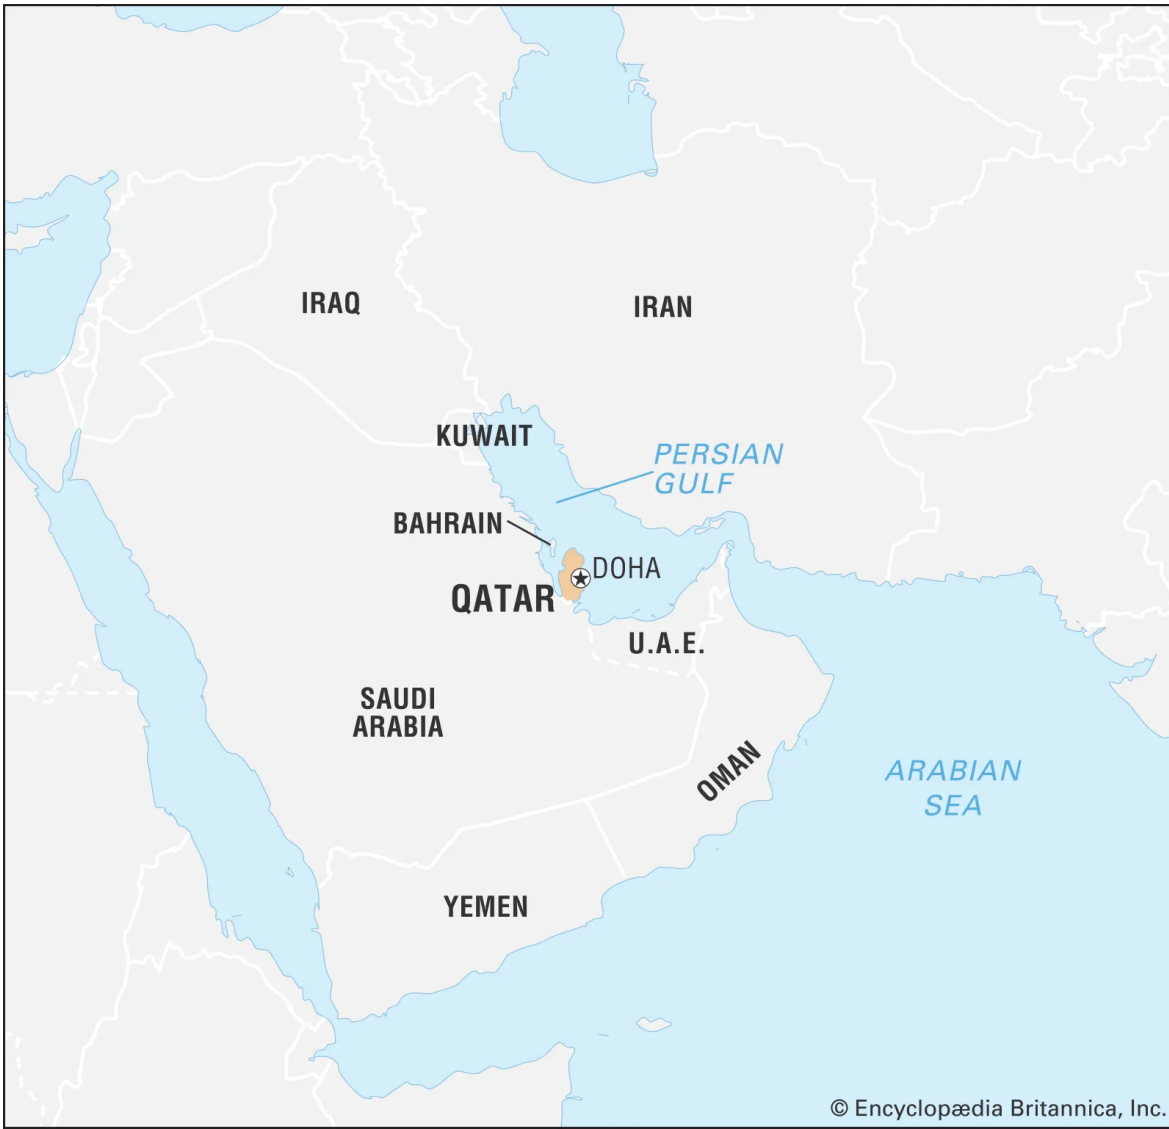 IRAQ
IRAN
KUWAIT
PERSIAN
GULF
BAHRAIN
DOHA
QATAR
U.A.E.
SAUDI
ARABIA
OMAN
ARABIAN
SEA
YEMEN
© Encyclopædia Britannica, Inc.